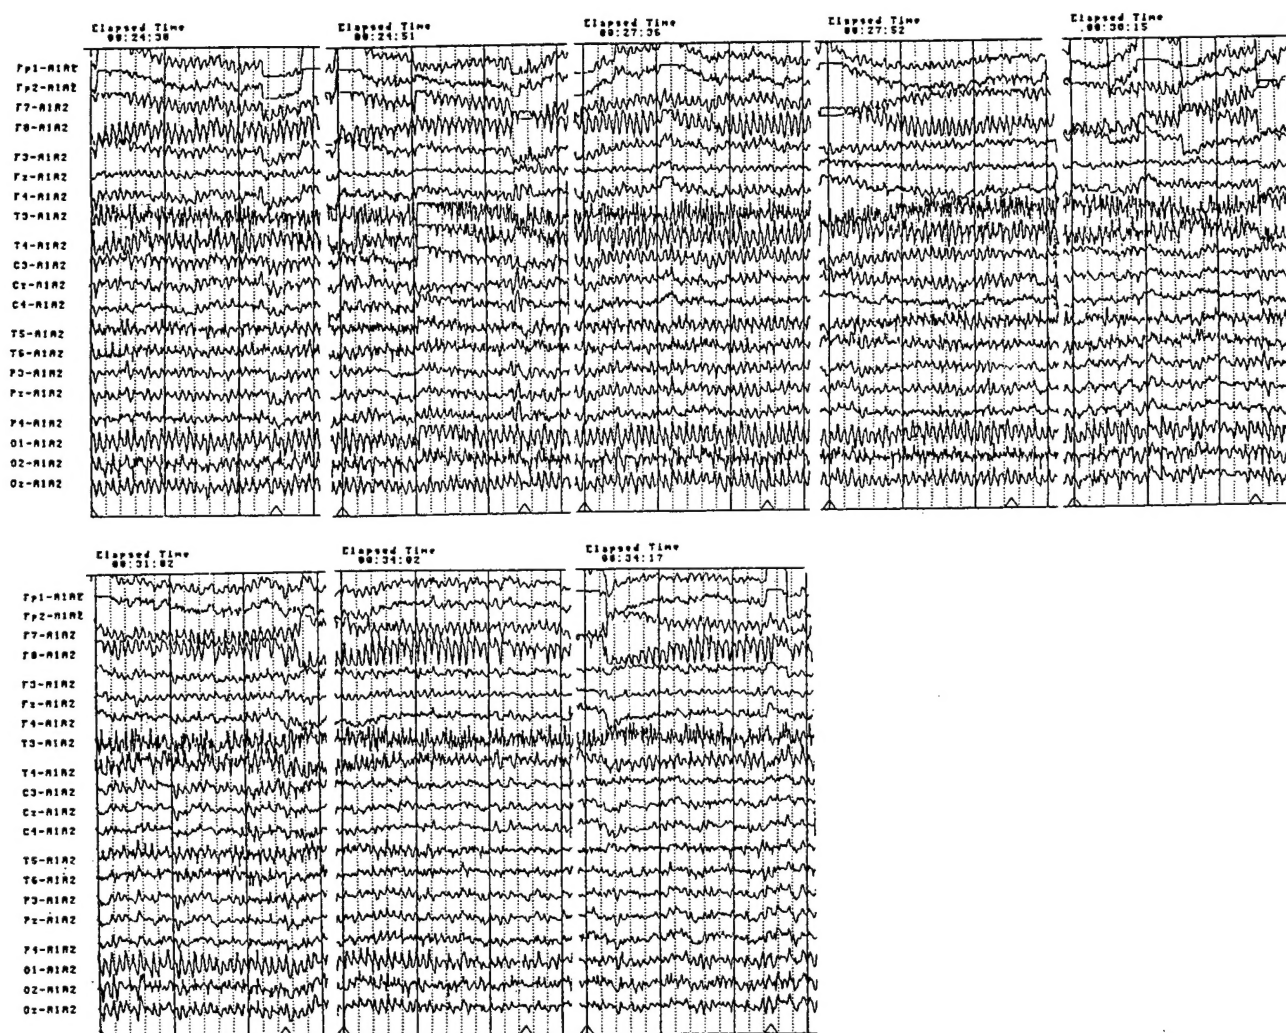 Elapsed Time
00:24:38
Elapsed Time
00:24:51
Elapsed Time
00:27:36
Elapsed Time
00:27:52
Elapsed Time
00:30:15
Fp1-A1A2
Fp2-A1A2
F7-A1A2
F8-A1A2
F3-A1A2
Fz-A1A2
F4-A1A2
T3-A1A2
T4-A1A2
C3-A1A2
Cz-A1A2
C4-A1A2
T5-A1A2
T6-A1A2
P3-A1A2
Pz-A1A2
P4-A1A2
O1-A1A2
O2-A1A2
Oz-A1A2
Elapsed Time
00:31:02
Elapsed Time
00:34:02
Elapsed Time
00:34:17
Fp1-A1A2
Fp2-A1A2
F7-A1A2
F8-A1A2
F3-A1A2
Fz-A1A2
F4-A1A2
T3-A1A2
T4-A1A2
C3-A1A2
Cz-A1A2
C4-A1A2
T5-A1A2
T6-A1A2
P3-A1A2
Pz-A1A2
P4-A1A2
O1-A1A2
O2-A1A2
Oz-A1A2